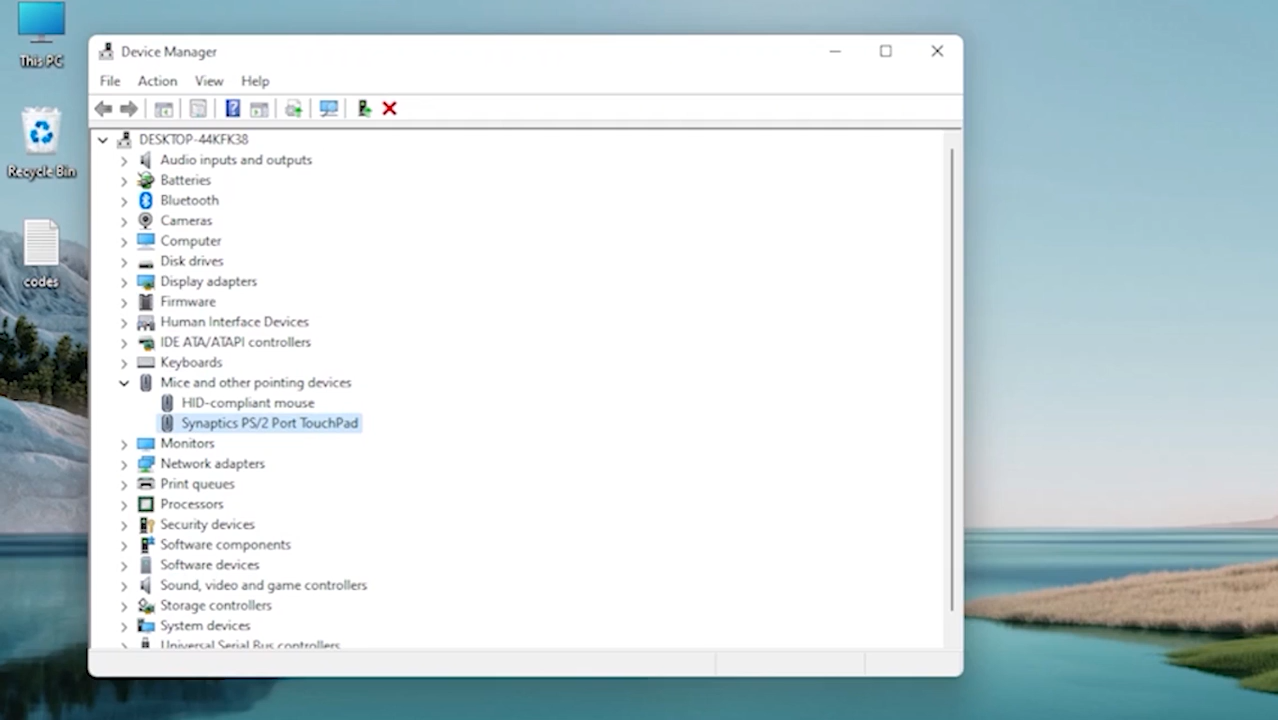 This PC
Recycle Bin
codes
Device Manager
File Action View Help
DESKTOP-44KFK38
Audio inputs and outputs
Batteries
Bluetooth
Cameras
Computer
Disk drives
Display adapters
Firmware
Human Interface Devices
IDE ATA/ATAPI controllers
Keyboards
Mice and other pointing devices
HID-compliant mouse
Synaptics PS/2 Port TouchPad
Monitors
Network adapters
Print queues
Processors
Security devices
Software components
Software devices
Sound, video and game controllers
Storage controllers
System devices
Universal Serial Bus controllers